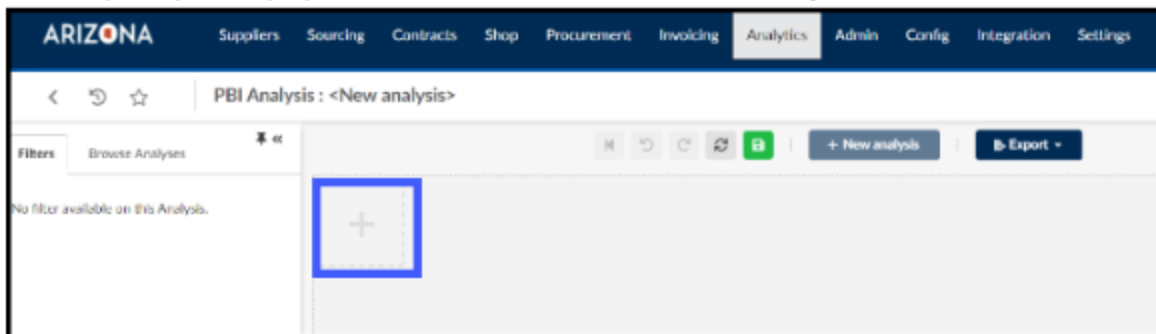 ARIZONA Suppliers Sourcing Contracts Shop Procurement Invoicing Analytics Admin Config Integration Settings
PBI Analysis : <New analysis>
Filters Browse Analyses
+ New analysis Export
No filter available on this Analysis.